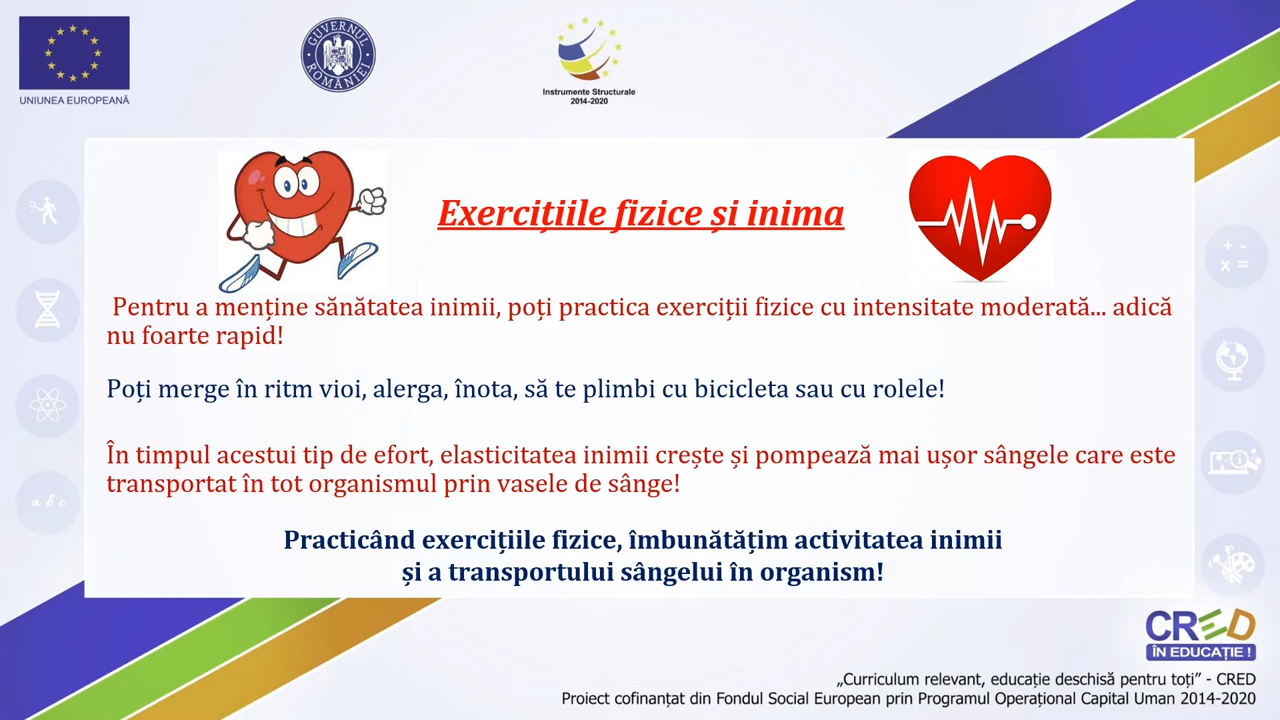 UNIUNEA EUROPEANĂ
GUVERNUL ROMÂNIEI
Instrumente Structurale
2014-2020
Exercițiile fizice și inima
Pentru a menține sănătatea inimii, poți practica exerciții fizice cu intensitate moderată... adică
nu foarte rapid!
Poți merge în ritm vioi, alerga, înota, să te plimbi cu bicicleta sau cu rolele!
În timpul acestui tip de efort, elasticitatea inimii crește și pompează mai ușor sângele care este
transportat în tot organismul prin vasele de sânge!
Practicând exercițiile fizice, îmbunătățim activitatea inimii
și a transportului sângelui în organism!
+ -
x =
a b c
CRED
ÎN EDUCAȚIE !
„Curriculum relevant, educație deschisă pentru toți” - CRED
Proiect cofinanțat din Fondul Social European prin Programul Operațional Capital Uman 2014-2020